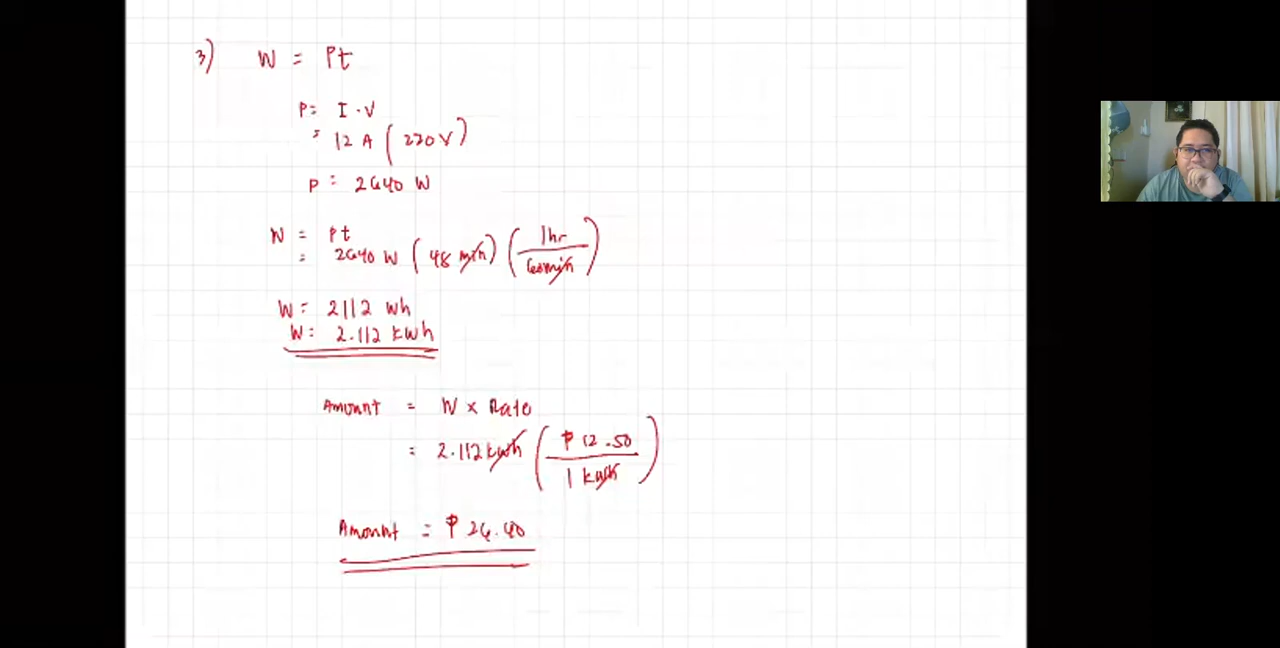 3) W = Pt
P = I · V
= 12 A (220 V)
P = 2640 W
W = Pt
= 2640 W (48 min) (1hr / 60min)
W = 2112 Wh
W = 2.112 kWh
Amount = W x Rate
= 2.112 kWh (₱ 12.50 / 1 kWh)
Amount = ₱ 26.40